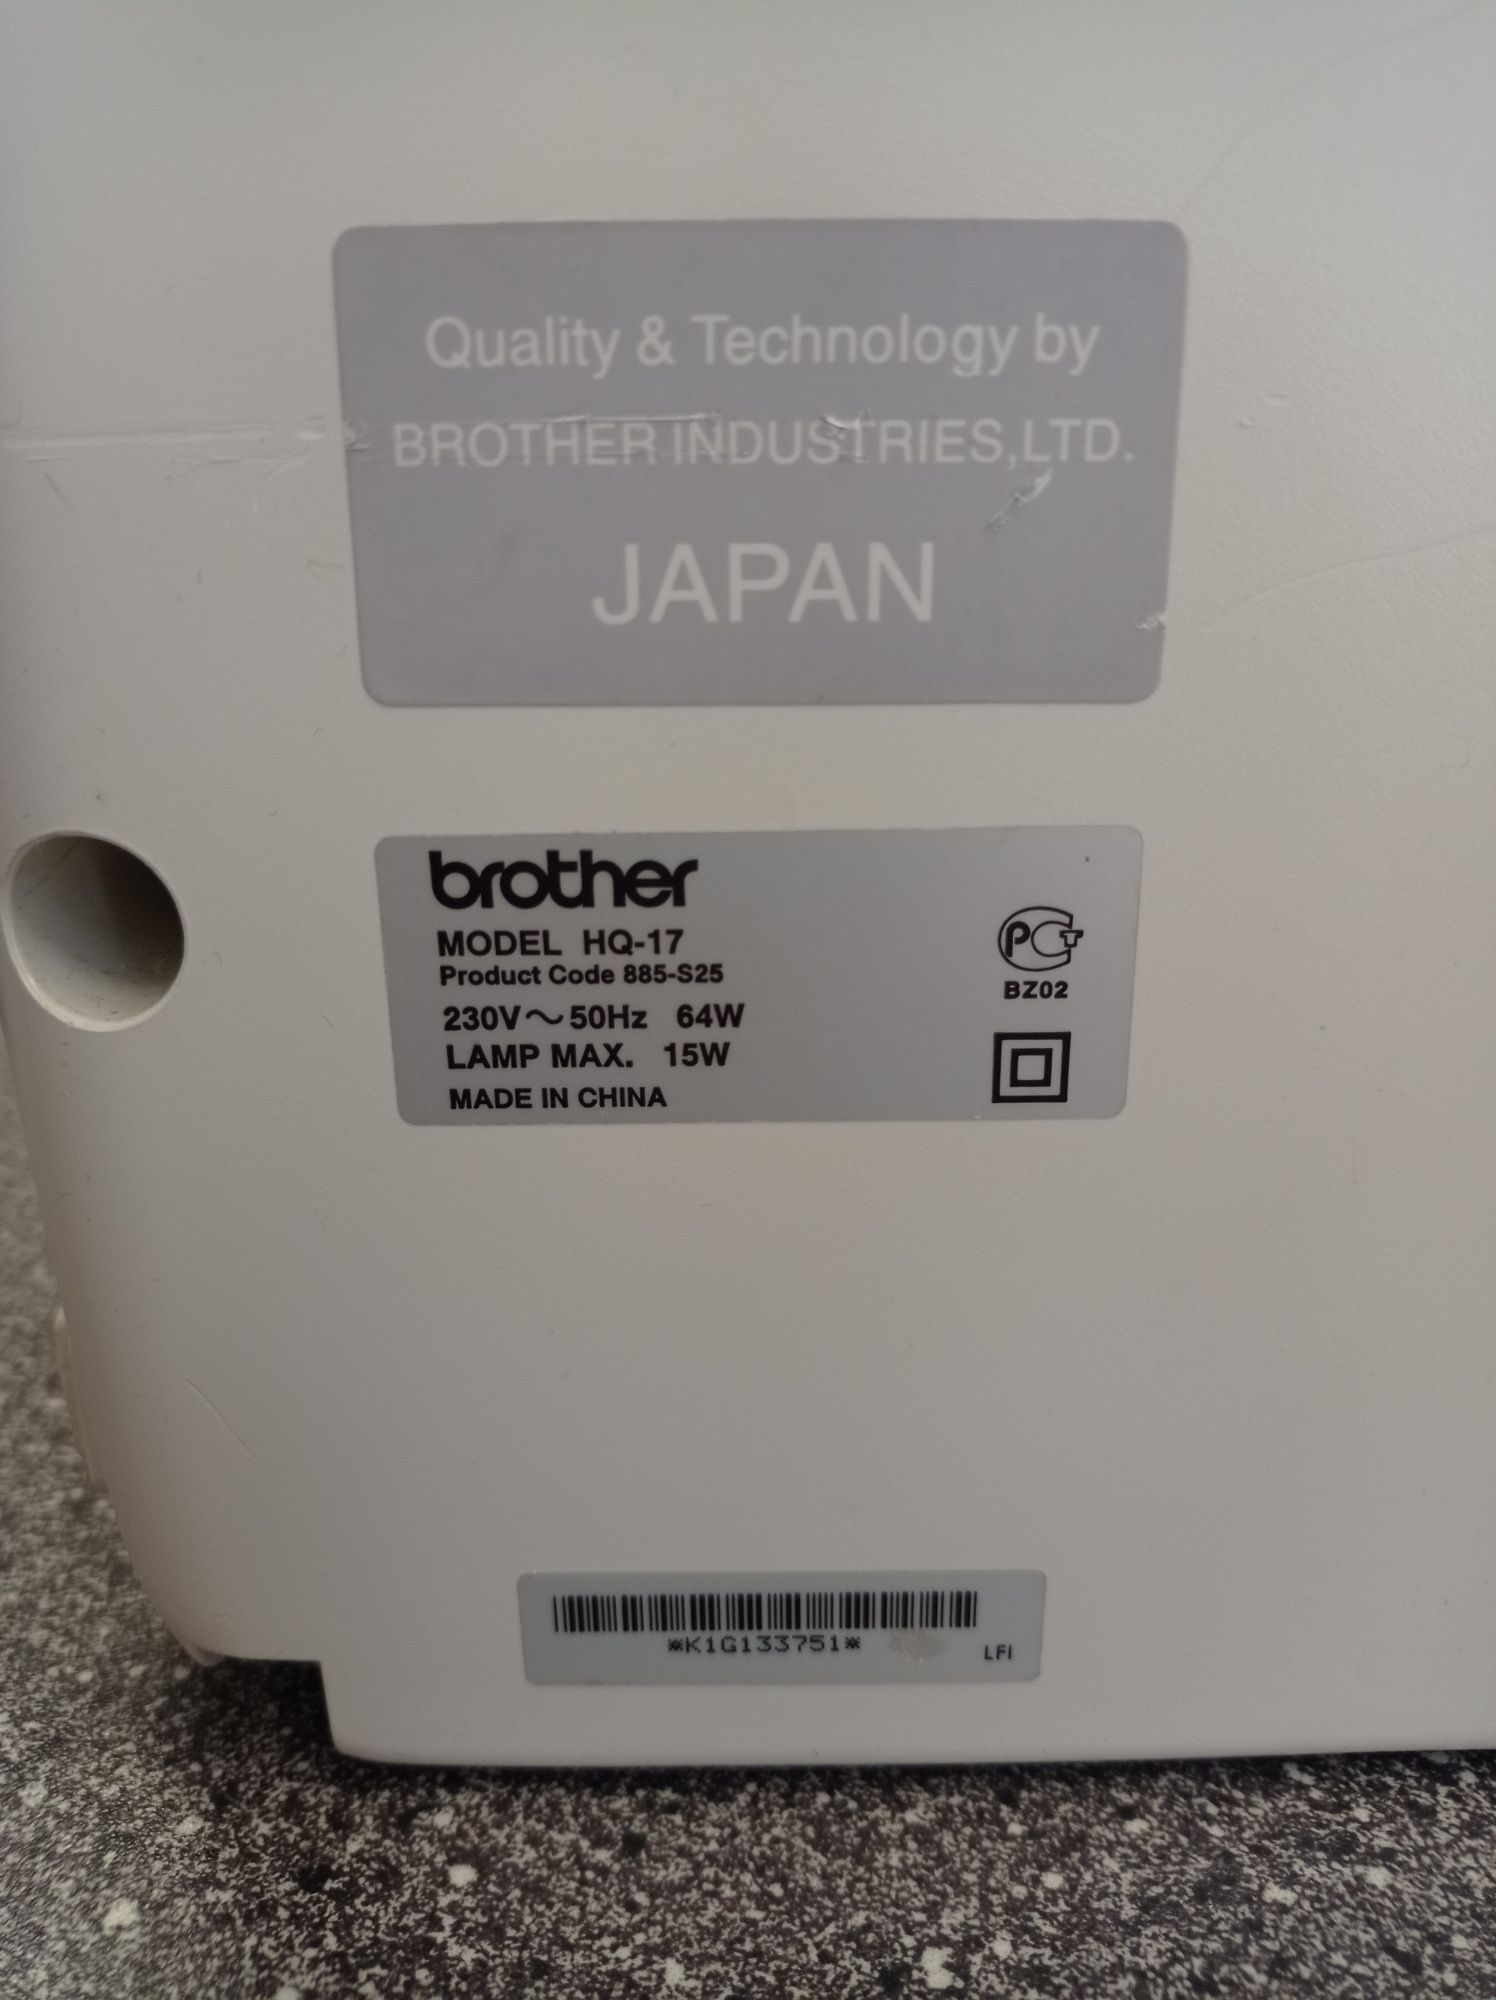 Quality & Technology by
BROTHER INDUSTRIES,LTD.
JAPAN
brother
MODEL HQ-17
Product Code 885-S25
230V～50Hz 64W
LAMP MAX. 15W
MADE IN CHINA
РСТ
BZ02
*K1G133751*
LFI